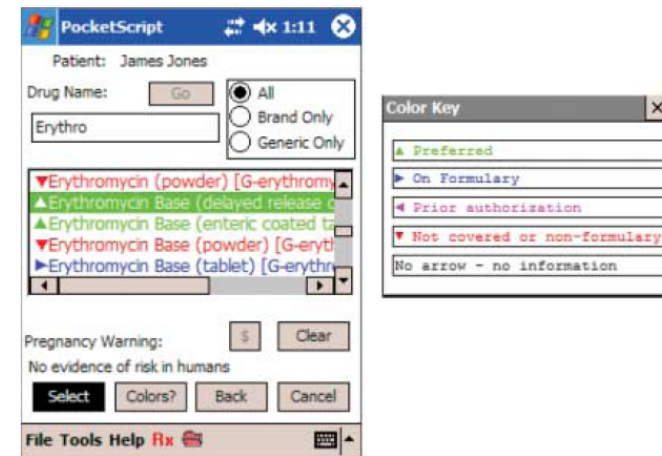 PocketScript 1:11
Patient: James Jones
Drug Name: Go
Erythro
All
Brand Only
Generic Only
▼Erythromycin (powder) [G-erythromy
▲Erythromycin Base (delayed release c
▲Erythromycin Base (enteric coated ta
▼Erythromycin Base (powder) [G-eryth
►Erythromycin Base (tablet) [G-erythr
Pregnancy Warning: $ Clear
No evidence of risk in humans
Select Colors? Back Cancel
File Tools Help Rx
Color Key
▲ Preferred
► On Formulary
◄ Prior authorization
▼ Not covered or non-formulary
No arrow - no information